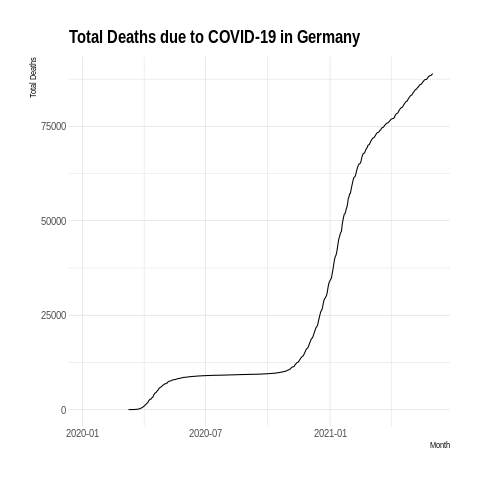 Total Deaths due to COVID-19 in Germany
Total Deaths
75000
50000
25000
0
2020-01
2020-07
2021-01
Month